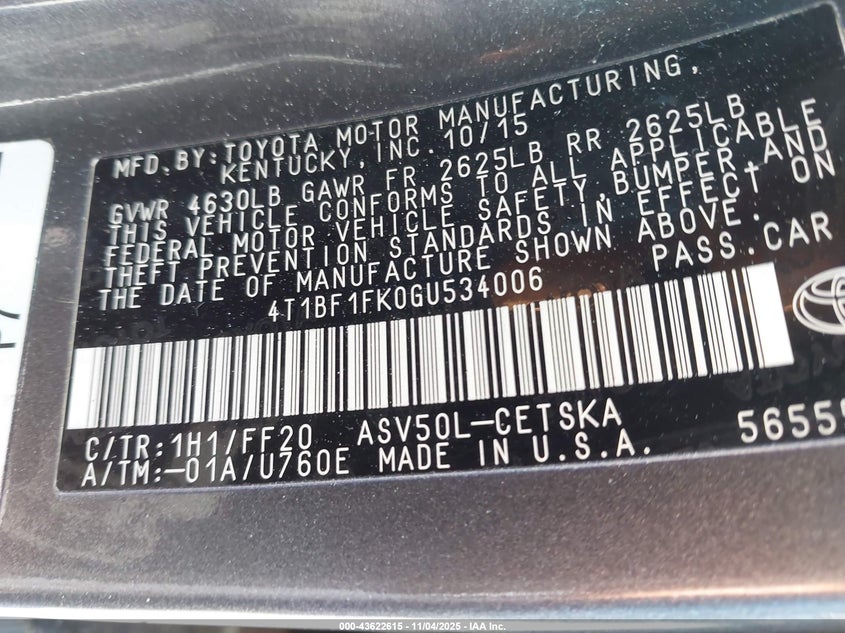 MFD.BY:TOYOTA MOTOR MANUFACTURING,
KENTUCKY, INC. 10/15
GVWR 4630LB GAWR FR 2625LB RR 2625LB
THIS VEHICLE CONFORMS TO ALL APPLICABLE
FEDERAL MOTOR VEHICLE SAFETY, BUMPER, AND
THEFT PREVENTION STANDARDS IN EFFECT ON
THE DATE OF MANUFACTURE SHOWN ABOVE.
4T1BF1FK0GU534006 PASS.CAR
C/TR:1H1/FF20 ASV50L-CETSKA
A/TM:-01A/U760E MADE IN U.S.A.
000-43622615 - 11/04/2025 - IAA Inc.